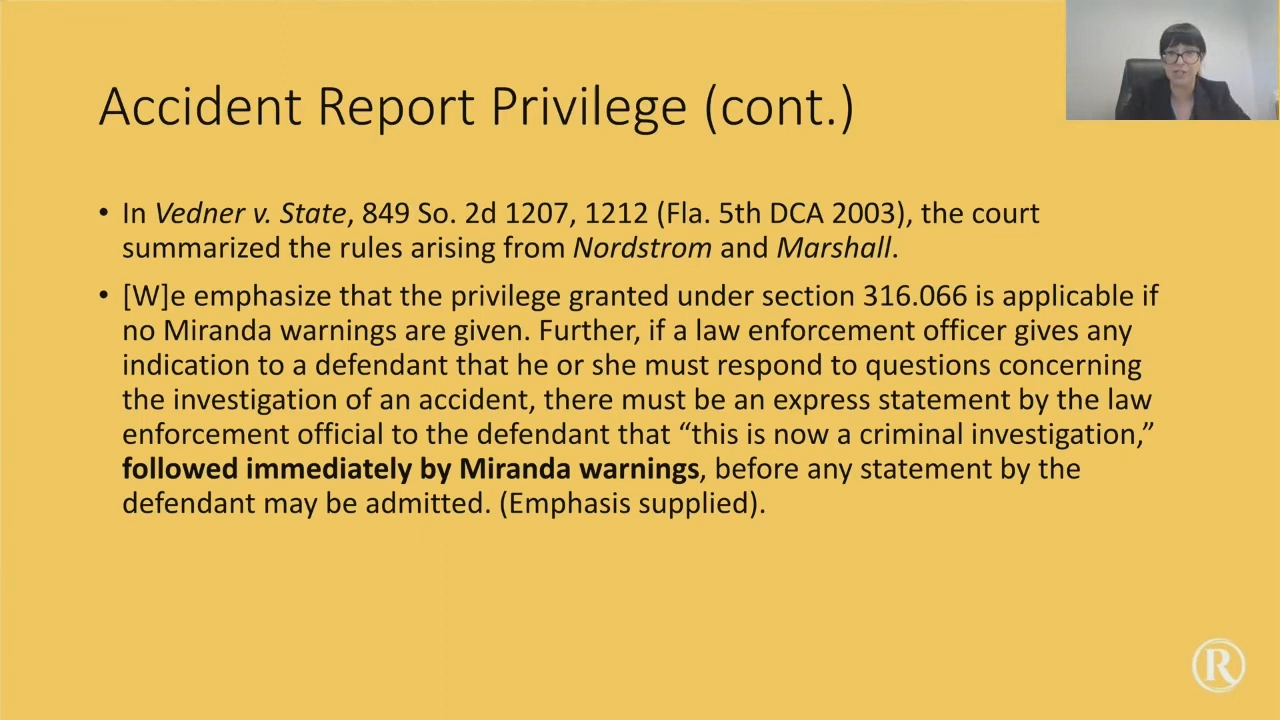 Accident Report Privilege (cont.)
• In Vedner v. State, 849 So. 2d 1207, 1212 (Fla. 5th DCA 2003), the court
summarized the rules arising from Nordstrom and Marshall.
• [W]e emphasize that the privilege granted under section 316.066 is applicable if
no Miranda warnings are given. Further, if a law enforcement officer gives any
indication to a defendant that he or she must respond to questions concerning
the investigation of an accident, there must be an express statement by the law
enforcement official to the defendant that “this is now a criminal investigation,”
followed immediately by Miranda warnings, before any statement by the
defendant may be admitted. (Emphasis supplied).
R